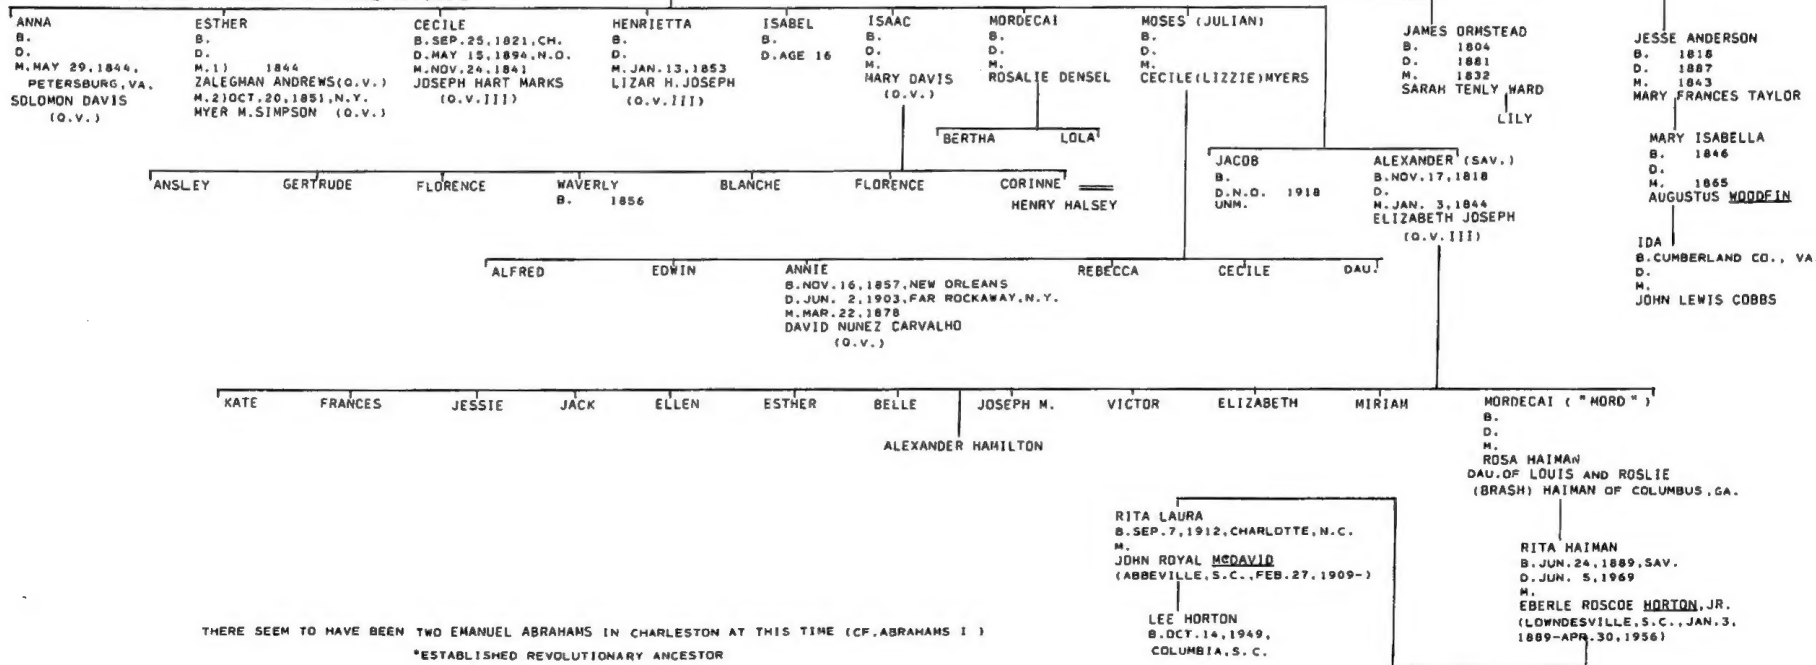 ANNA
B.
D.
M.MAY 29,1844,
PETERSBURG,VA.
SOLOMON DAVIS
(Q.V.)
ESTHER
B.
D.
M.1) 1844
ZALEGMAN ANDREWS(Q.V.)
M.2)OCT.20,1851,N.Y.
MYER M.SIMPSON (Q.V.)
CECILE
B.SEP.25,1821,CH.
D.MAY 15,1894,N.O.
M.NOV.24,1841
JOSEPH HART MARKS
(Q.V.III)
HENRIETTA
B.
D.
M.JAN.13,1853
LIZAR H.JOSEPH
(Q.V.III)
ISABEL
B.
D.AGE 16
ISAAC
B.
D.
M.
MARY DAVIS
(Q.V.)
MORDECAI
B.
D.
M.
ROSALIE DENSEL
MOSES (JULIAN)
B.
D.
M.
CECILE(LIZZIE)MYERS
JAMES ORMSTEAD
B. 1804
D. 1881
M. 1832
SARAH TENLY WARD
LILY
JESSE ANDERSON
B. 1818
D. 1887
M. 1843
MARY FRANCES TAYLOR
MARY ISABELLA
B. 1846
D.
M. 1865
AUGUSTUS WOODFIN
IDA
B.CUMBERLAND CO., VA
D.
M.
JOHN LEWIS COBBS
BERTHA LOLA
JACOB
B.
D.N.O. 1918
UNM.
ALEXANDER (SAV.)
B.NOV.17,1818
D.
M.JAN. 3,1844
ELIZABETH JOSEPH
(Q.V.III)
ANSLEY
GERTRUDE
FLORENCE
WAVERLY
B. 1856
BLANCHE
FLORENCE
CORINNE
HENRY HALSEY
ALFRED
EDWIN
ANNIE
B.NOV.16,1857,NEW ORLEANS
D.JUN. 2,1903,FAR ROCKAWAY,N.Y.
M.MAR.22,1878
DAVID NUNEZ CARVALHO
(Q.V.)
REBECCA
CECILE
DAU.
KATE
FRANCES
JESSIE
JACK
ELLEN
ESTHER
BELLE
ALEXANDER HAMILTON
JOSEPH M.
VICTOR
ELIZABETH
MIRIAM
MORDECAI ("MORD")
B.
D.
M.
ROSA HAIMAN
DAU.OF LOUIS AND ROSLIE
(BRASH) HAIMAN OF COLUMBUS,GA.
RITA LAURA
B.SEP.7,1912,CHARLOTTE,N.C.
M.
JOHN ROYAL McDAVID
(ABBEVILLE,S.C.,FEB.27,1909-)
LEE HORTON
B.OCT.14,1949,
COLUMBIA,S.C.
RITA HAIMAN
B.JUN.24,1889,SAV.
D.JUN. 5,1969
M.
EBERLE ROSCOE HORTON,JR.
(LOWNDESVILLE,S.C.,JAN.3,
1889-APR.30,1956)
THERE SEEM TO HAVE BEEN TWO EMANUEL ABRAHAMS IN CHARLESTON AT THIS TIME (CF.ABRAHAMS I )
*ESTABLISHED REVOLUTIONARY ANCESTOR